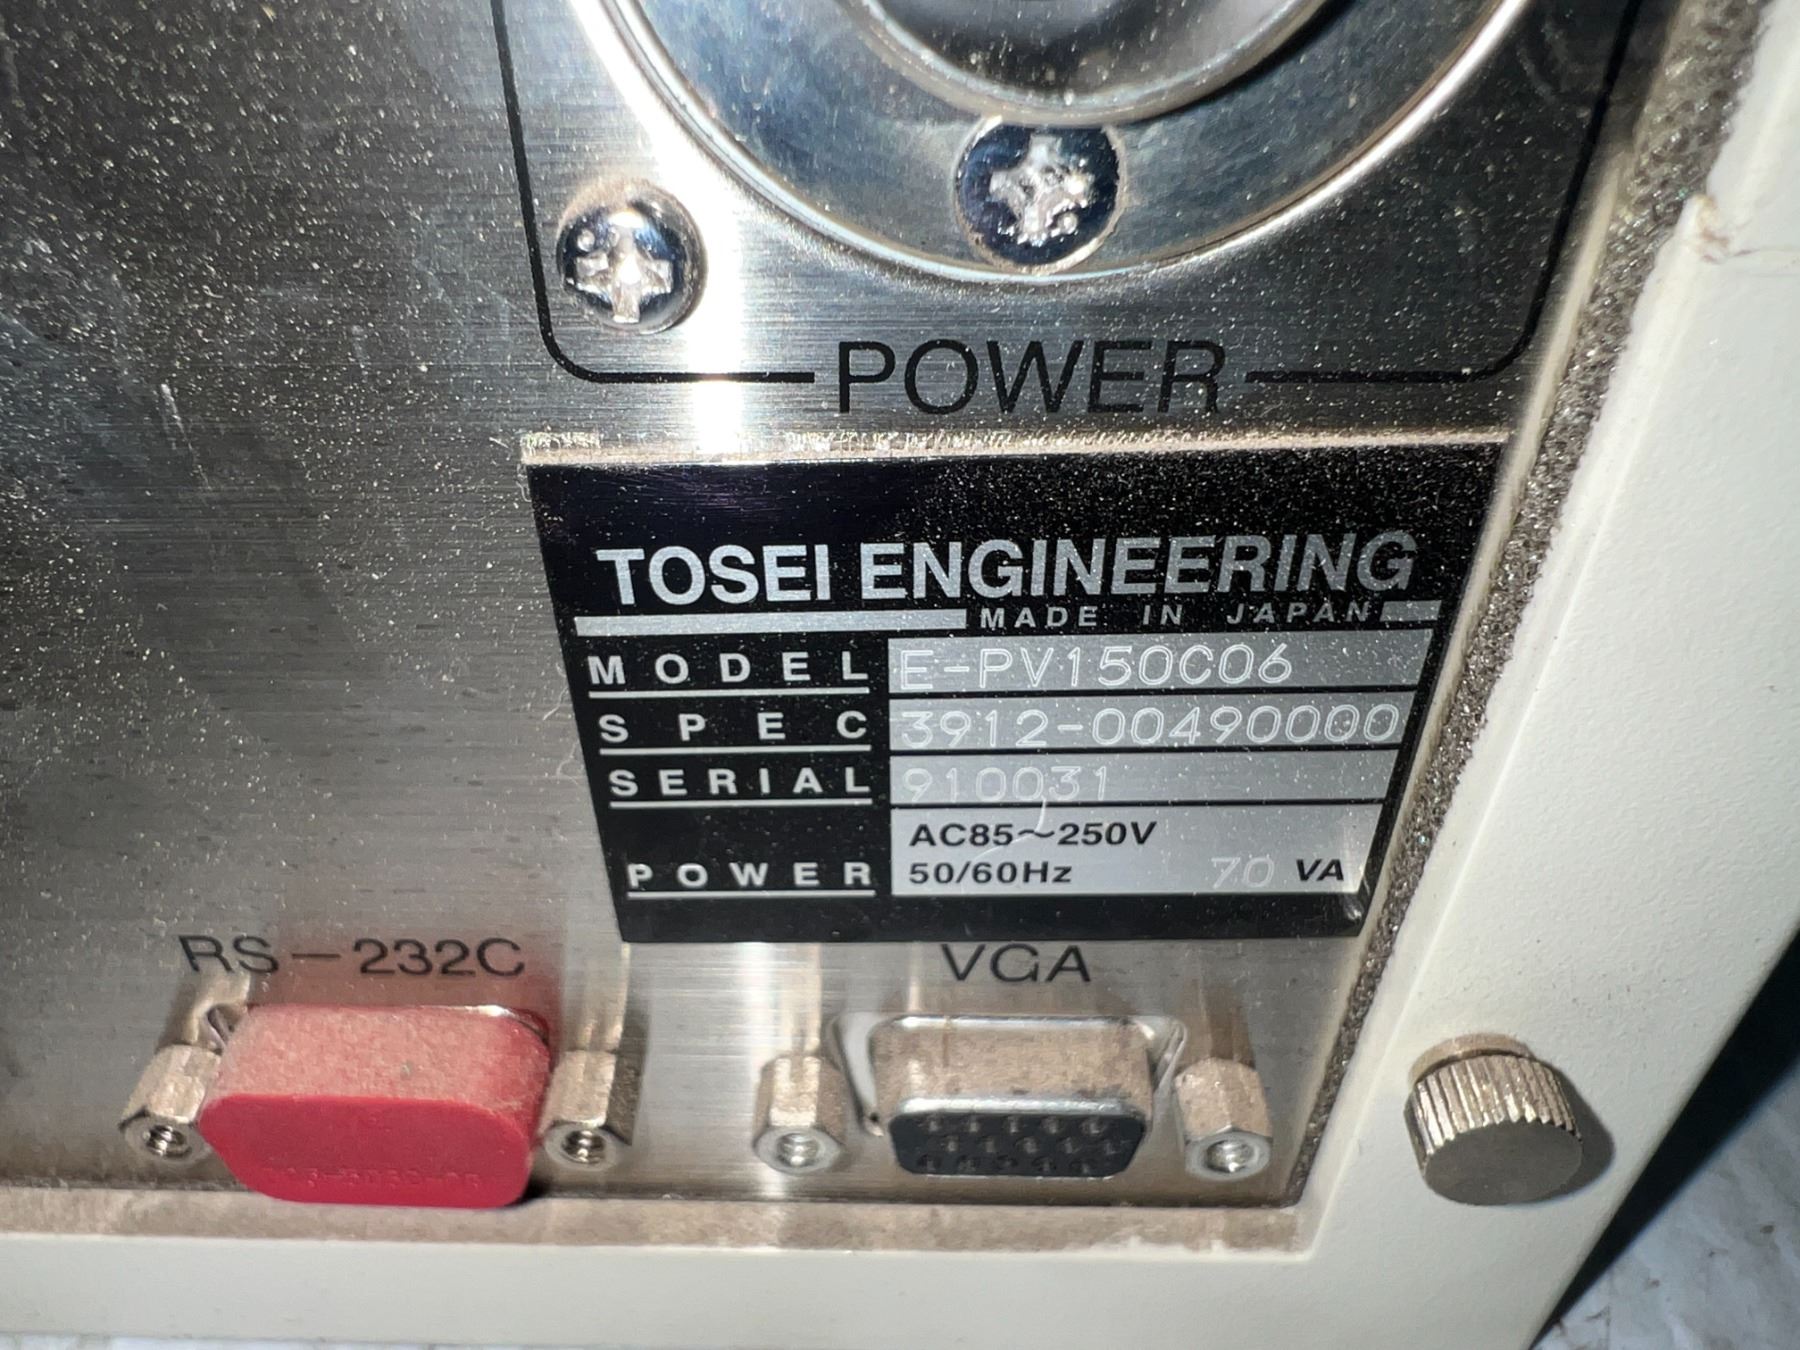 POWER
TOSEI ENGINEERING
MADE IN JAPAN
MODEL E-PV150C06
SPEC 3912-00490000
SERIAL 910031
AC85～250V
POWER 50/60Hz 70 VA
RS-232C
VGA